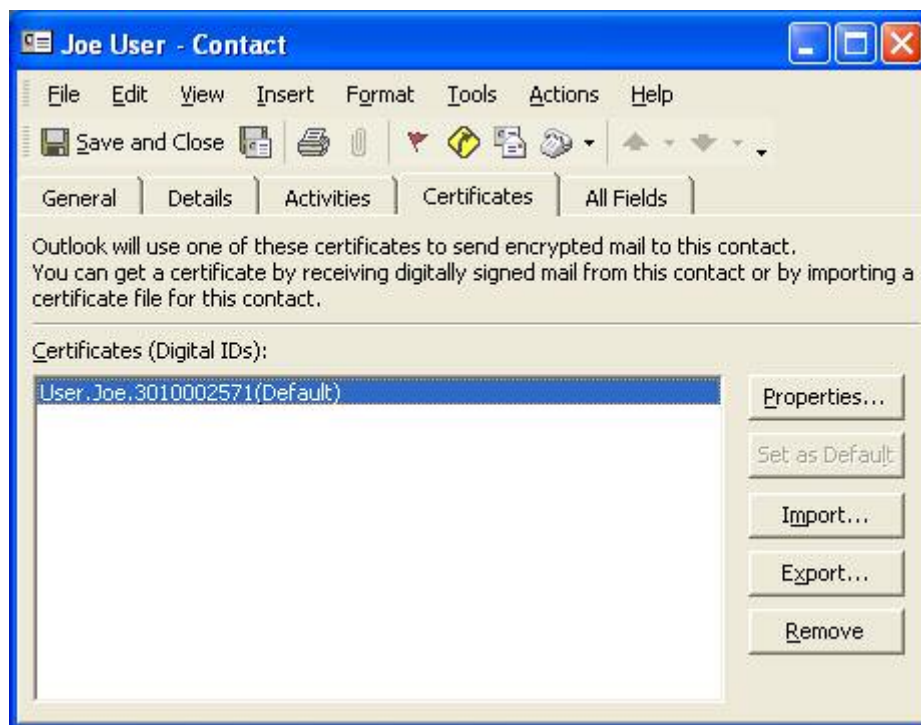 Joe User - Contact
File Edit View Insert Format Tools Actions Help
Save and Close
General Details Activities Certificates All Fields
Outlook will use one of these certificates to send encrypted mail to this contact.
You can get a certificate by receiving digitally signed mail from this contact or by importing a
certificate file for this contact.
Certificates (Digital IDs):
User.Joe.3010002571(Default)
Properties...
Set as Default
Import...
Export...
Remove